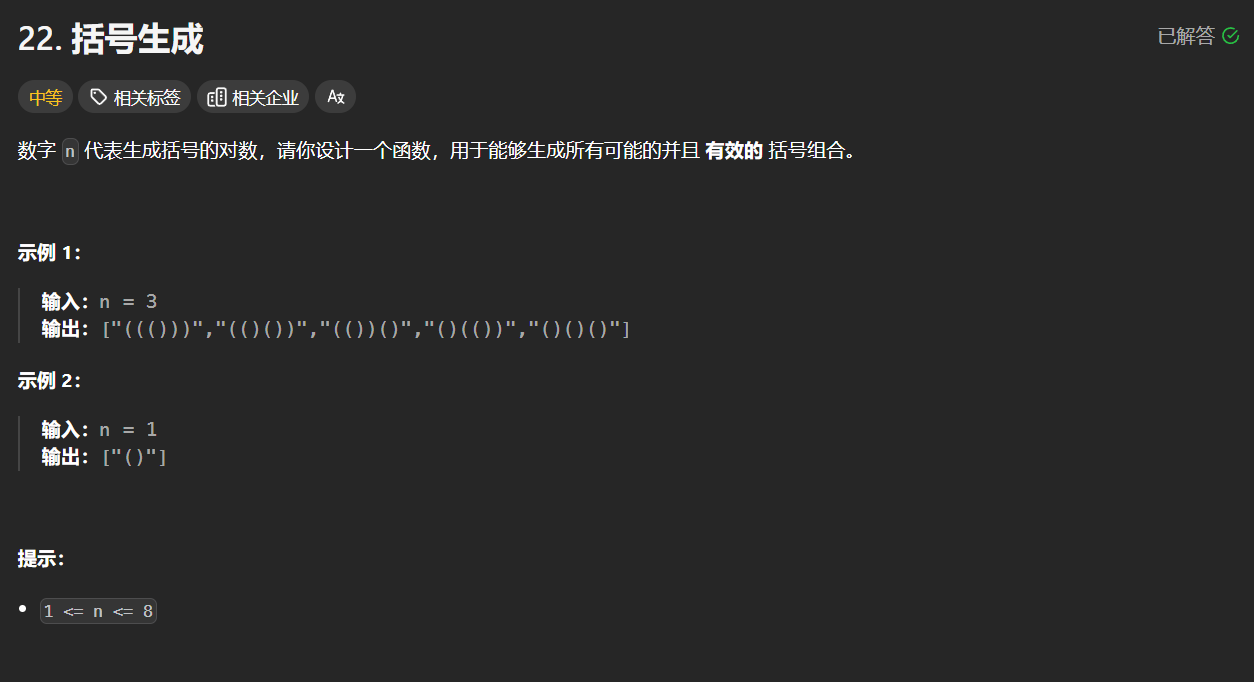 22. 括号生成
已解答
中等 相关标签 相关企业 Aあ
数字 n 代表生成括号的对数，请你设计一个函数，用于能够生成所有可能的并且 有效的 括号组合。
示例 1：
输入：n = 3
输出：["((()))","(()())","(())()","()(())","()()()"]
示例 2：
输入：n = 1
输出：["()"]
提示：
• 1 <= n <= 8